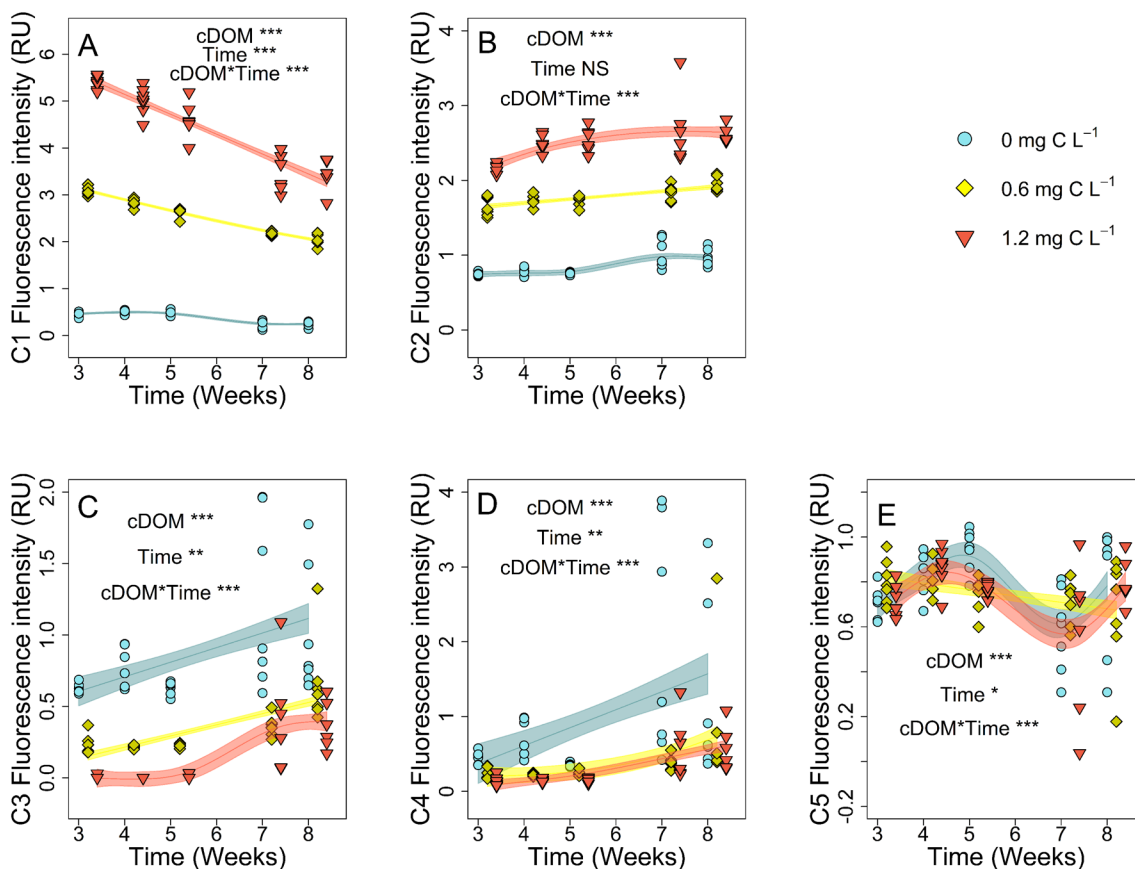 A
cDOM ***
Time ***
cDOM*Time ***
C1 Fluorescence intensity (RU)
0 1 2 3 4 5 6
3 4 5 7 8
Time (Weeks)
B
cDOM ***
Time NS
cDOM*Time ***
C2 Fluorescence intensity (RU)
0 1 2 3 4
3 4 5 7 8
Time (Weeks)
0 mg C L⁻¹
0.6 mg C L⁻¹
1.2 mg C L⁻¹
C
cDOM ***
Time **
cDOM*Time ***
C3 Fluorescence intensity (RU)
0.0 0.5 1.0 1.5 2.0
3 4 5 7 8
Time (Weeks)
D
cDOM ***
Time **
cDOM*Time ***
C4 Fluorescence intensity (RU)
0 1 2 3 4
3 4 5 7 8
Time (Weeks)
E
cDOM ***
Time *
cDOM*Time ***
C5 Fluorescence intensity (RU)
-0.2 0.2 0.6 1.0
3 4 5 7 8
Time (Weeks)